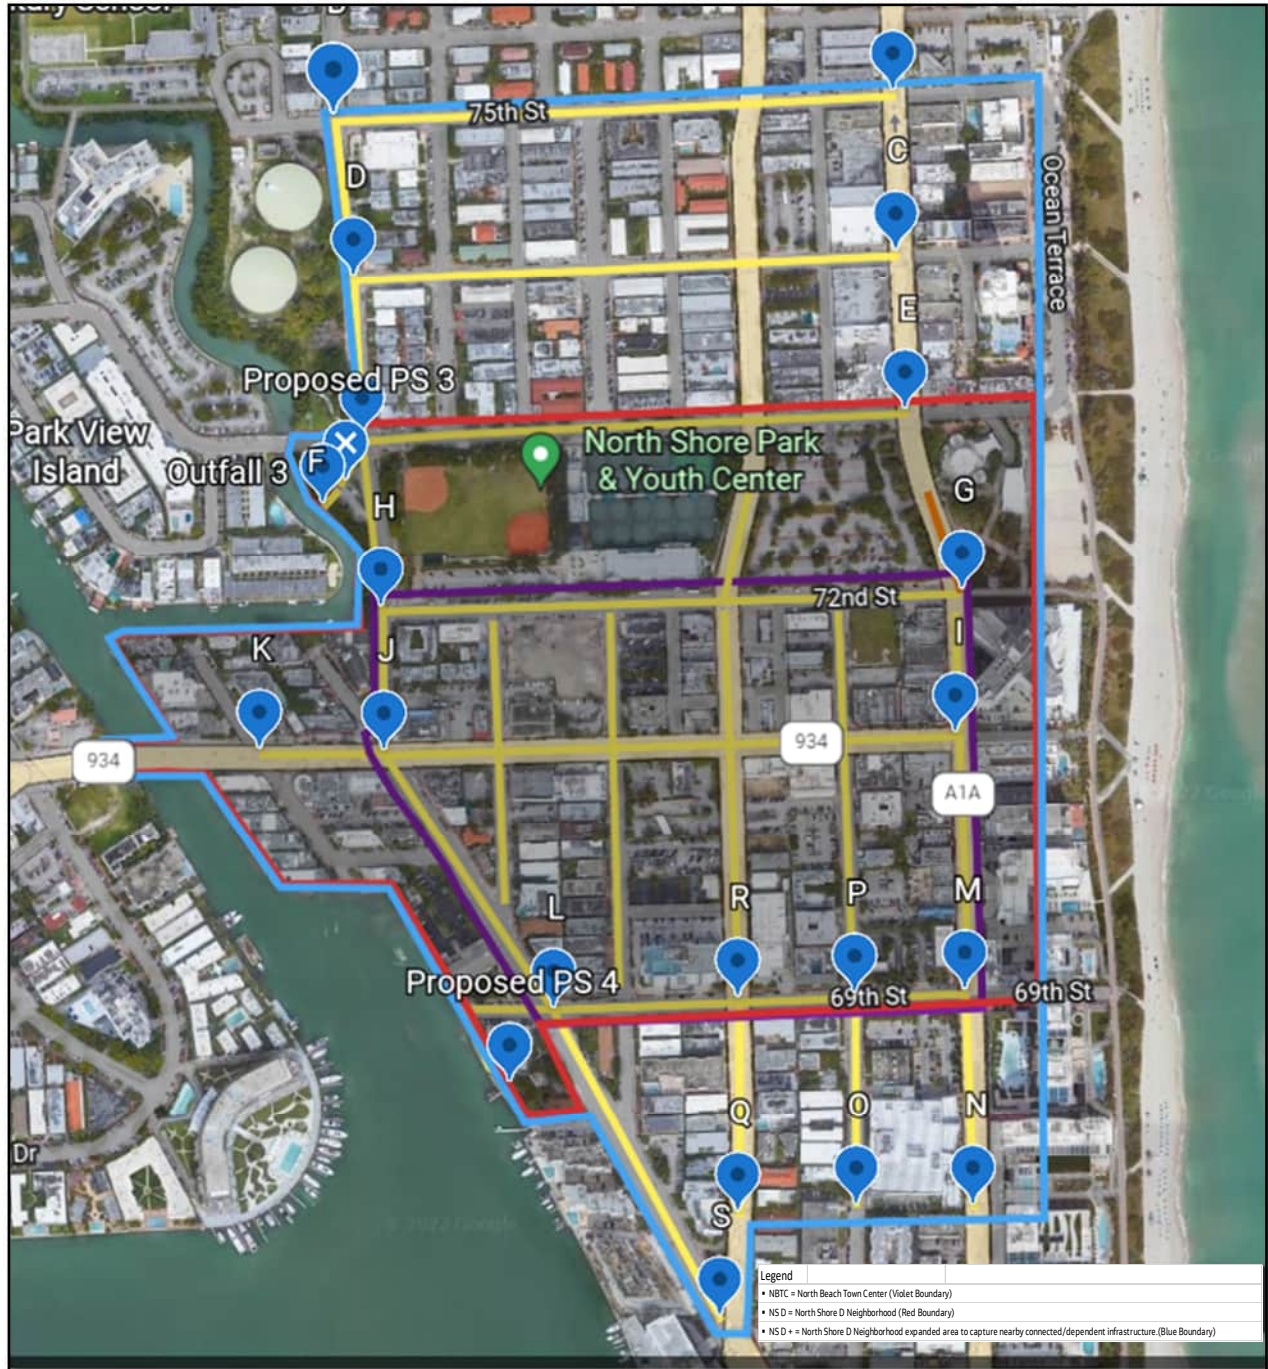 75th St
D
C
Ocean Terrace
E
Proposed PS 3
Park View
Island
Outfall 3
F
North Shore Park
& Youth Center
H
G
72nd St
K
J
I
934
934
A1A
L
R
P
M
Proposed PS 4
69th St
69th St
Q
O
N
Dr
S
Legend
• NBTC = North Beach Town Center (Violet Boundary)
• NS D = North Shore D Neighborhood (Red Boundary)
• NS D + = North Shore D Neighborhood expanded area to capture nearby connected/dependent infrastructure.(Blue Boundary)